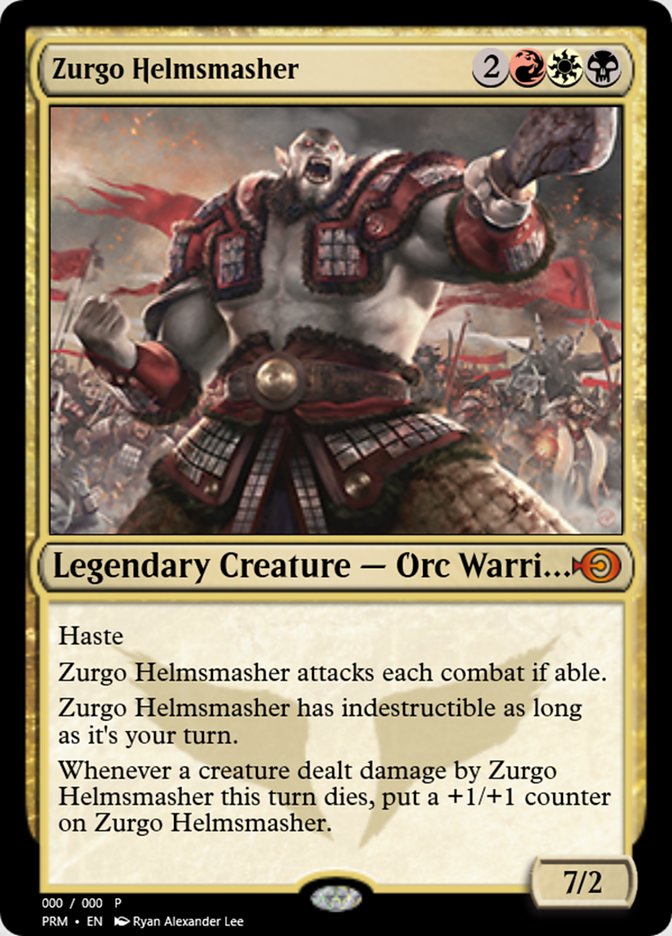 Zurgo Helmsmasher 2
Legendary Creature — Orc Warri...
Haste
Zurgo Helmsmasher attacks each combat if able.
Zurgo Helmsmasher has indestructible as long
as it's your turn.
Whenever a creature dealt damage by Zurgo
Helmsmasher this turn dies, put a +1/+1 counter
on Zurgo Helmsmasher.
7/2
000 / 000 P
PRM • EN Ryan Alexander Lee